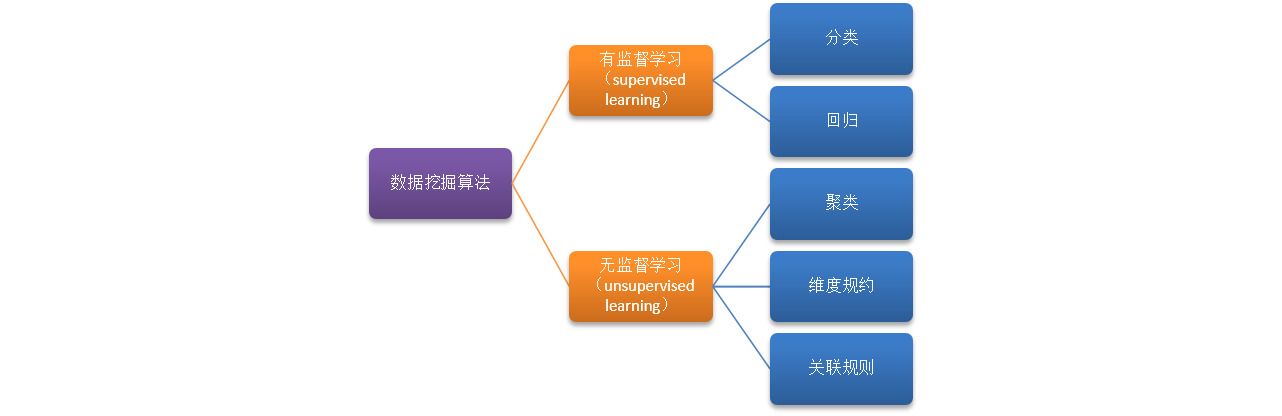 数据挖掘算法
有监督学习
（supervised
learning）
分类
回归
无监督学习
（unsupervised
learning）
聚类
维度规约
关联规则